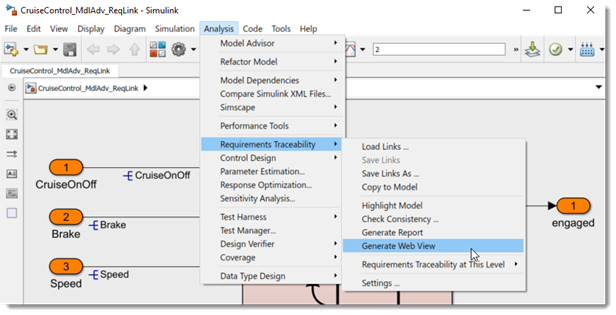 CruiseControl_MdlAdv_ReqLink - Simulink
File Edit View Display Diagram Simulation Analysis Code Tools Help
2 »
CruiseControl_MdlAdv_ReqLink
CruiseControl_MdlAdv_ReqLink
Model Advisor
Refactor Model
Model Dependencies
Compare Simulink XML Files...
Simscape
Performance Tools
Requirements Traceability
Control Design
Parameter Estimation...
Response Optimization...
Sensitivity Analysis...
Test Harness
Test Manager...
Design Verifier
Coverage
Data Type Design
Load Links ...
Save Links
Save Links As ...
Copy to Model
Highlight Model
Check Consistency ...
Generate Report
Generate Web View
Requirements Traceability at This Level
Settings ...
1
CruiseOnOff
CruiseOnOff
2
Brake
Brake
3
Speed
Speed
1
engaged